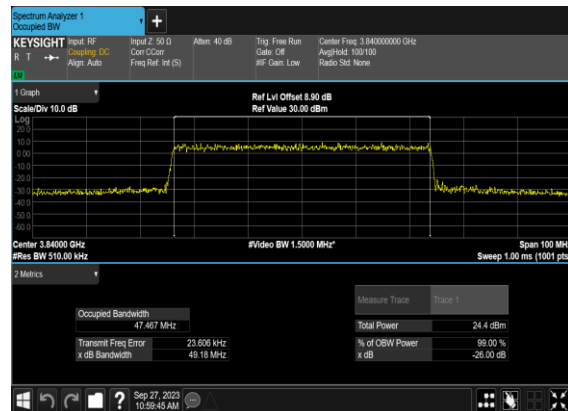 Spectrum Analyzer 1
Occupied BW
KEYSIGHT
R T
LW
Input: RF
Coupling: DC
Align: Auto
Input Z: 50 Ω
Corr CCorr
Freq Ref: Int (S)
Atten: 40 dB
Trig: Free Run
Gate: Off
#IF Gain: Low
Center Freq: 3.840000000 GHz
Avg|Hold: 100/100
Radio Std: None
1 Graph
Scale/Div 10.0 dB
Ref Lvl Offset 8.90 dB
Ref Value 30.00 dBm
Log
20.0
10.0
0.00
-10.0
-20.0
-30.0
-40.0
-50.0
-60.0
Center 3.84000 GHz
#Res BW 510.00 kHz
#Video BW 1.5000 MHz*
Span 100 MH
Sweep 1.00 ms (1001 pts
2 Metrics
Measure Trace Trace 1
Occupied Bandwidth
47.467 MHz
Total Power 24.4 dBm
Transmit Freq Error 23.606 kHz
% of OBW Power 99.00 %
x dB Bandwidth 49.18 MHz
x dB -26.00 dB
?
Sep 27, 2023
10:59:45 AM